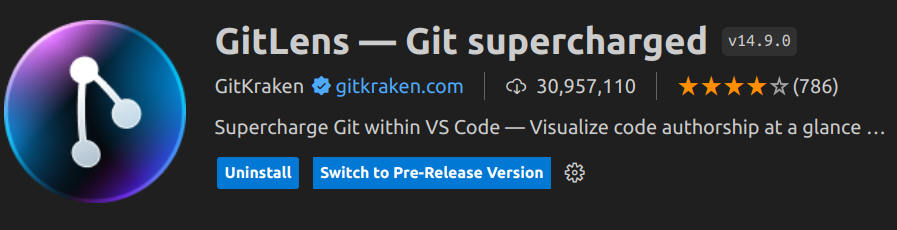 GitLens — Git supercharged v14.9.0
GitKraken gitkraken.com 30,957,110 (786)
Supercharge Git within VS Code — Visualize code authorship at a glance …
Uninstall Switch to Pre-Release Version